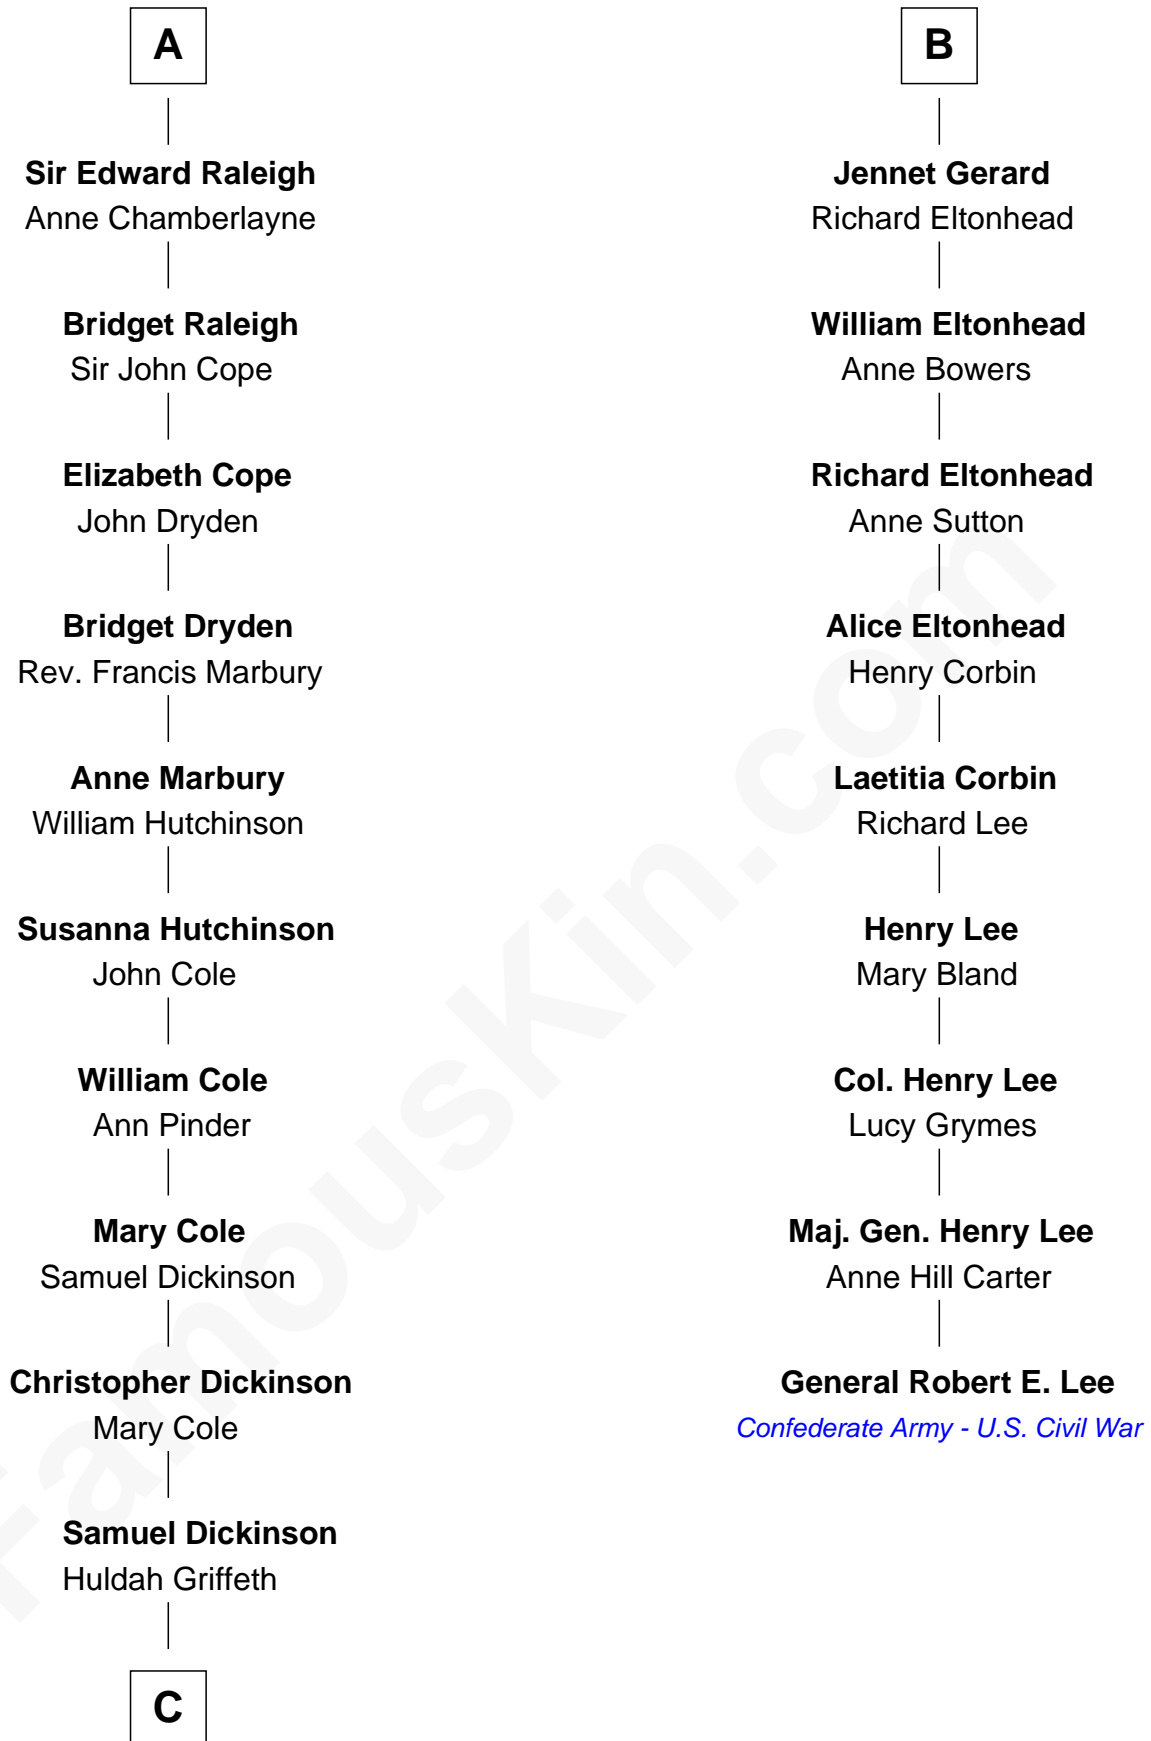 A
Sir Edward Raleigh
Anne Chamberlayne
Bridget Raleigh
Sir John Cope
Elizabeth Cope
John Dryden
Bridget Dryden
Rev. Francis Marbury
Anne Marbury
William Hutchinson
Susanna Hutchinson
John Cole
William Cole
Ann Pinder
Mary Cole
Samuel Dickinson
Christopher Dickinson
Mary Cole
Samuel Dickinson
Huldah Griffeth
C
B
Jennet Gerard
Richard Eltonhead
William Eltonhead
Anne Bowers
Richard Eltonhead
Anne Sutton
Alice Eltonhead
Henry Corbin
Laetitia Corbin
Richard Lee
Henry Lee
Mary Bland
Col. Henry Lee
Lucy Grymes
Maj. Gen. Henry Lee
Anne Hill Carter
General Robert E. Lee
Confederate Army - U.S. Civil War
FamousKin.com